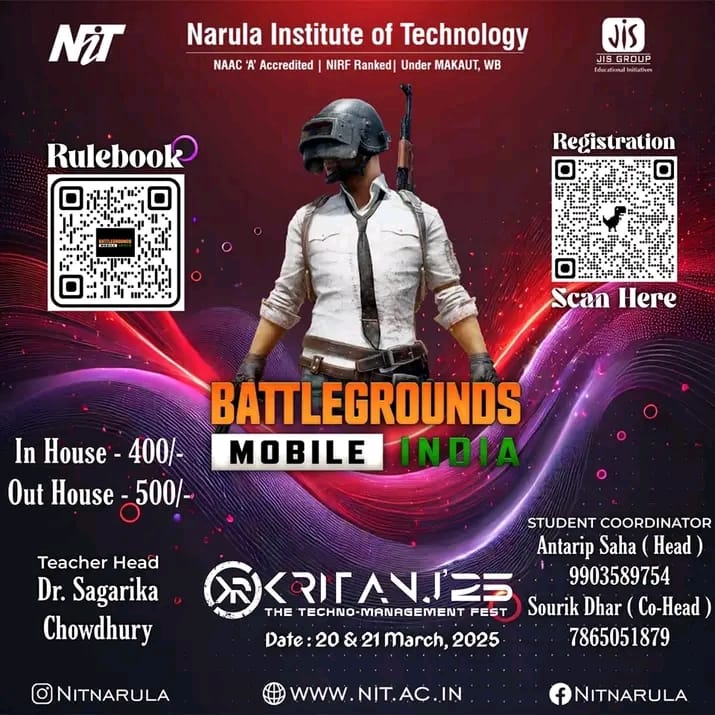 NiT
Narula Institute of Technology
NAAC 'A' Accredited | NIRF Ranked| Under MAKAUT, WB
JIS
JIS GROUP
Educational Initiatives
Rulebook
BATTLEGROUNDS
MOBILE INDIA
Registration
Scan Here
BATTLEGROUNDS
MOBILE INDIA
In House - 400/-
Out House - 500/-
Teacher Head
Dr. Sagarika
Chowdhury
KRITANJ'25
THE TECHNO-MANAGEMENT FEST
Date : 20 & 21 March, 2025
STUDENT COORDINATOR
Antarip Saha ( Head )
9903589754
Sourik Dhar ( Co-Head )
7865051879
NITNARULA
WWW.NIT.AC.IN
NITNARULA